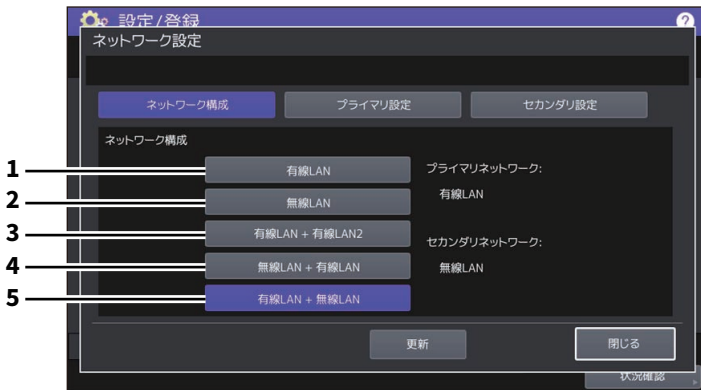 設定/登録
?
ネットワーク設定
ネットワーク構成 プライマリ設定 セカンダリ設定
ネットワーク構成
1 有線LAN
2 無線LAN
3 有線LAN + 有線LAN2
4 無線LAN + 有線LAN
5 有線LAN + 無線LAN
プライマリネットワーク:
有線LAN
セカンダリネットワーク:
無線LAN
更新 閉じる
状況確認